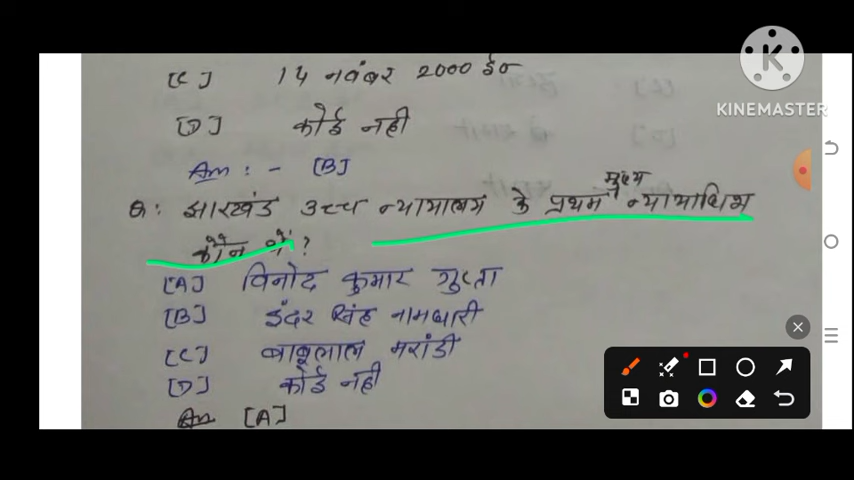 [C] 14 नवंबर 2000 ई०
KINEMASTER
[D] कोई नही
Ans :- [B]
Q: झारखंड उच्च न्यायालय के प्रथम मुख्य न्यायाधिश
कौन थे ?
[A] विनोद कुमार गुप्ता
[B] इंदर सिंह नामधारी
[C] बाबूलाल मरांडी
[D] कोई नही
Ans [A]